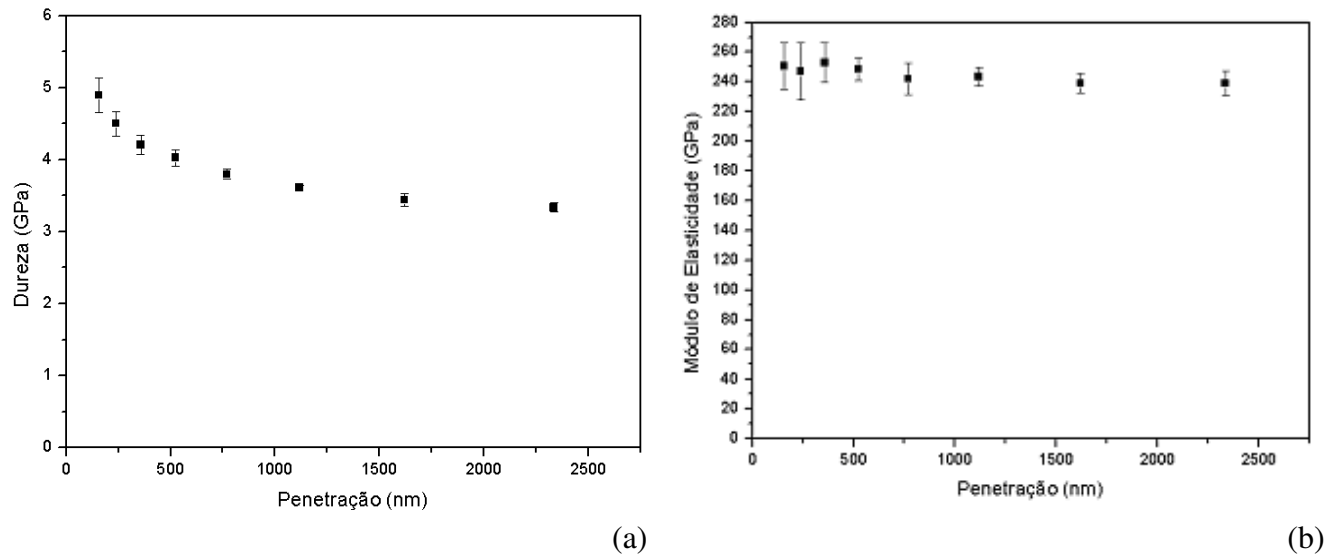 6
5
4
3
2
1
0
Dureza (GPa)
0 500 1000 1500 2000 2500
Penetração (nm)
(a)
280
260
240
220
200
180
160
140
120
100
80
60
40
20
0
Módulo de Elasticidade (GPa)
0 500 1000 1500 2000 2500
Penetração (nm)
(b)